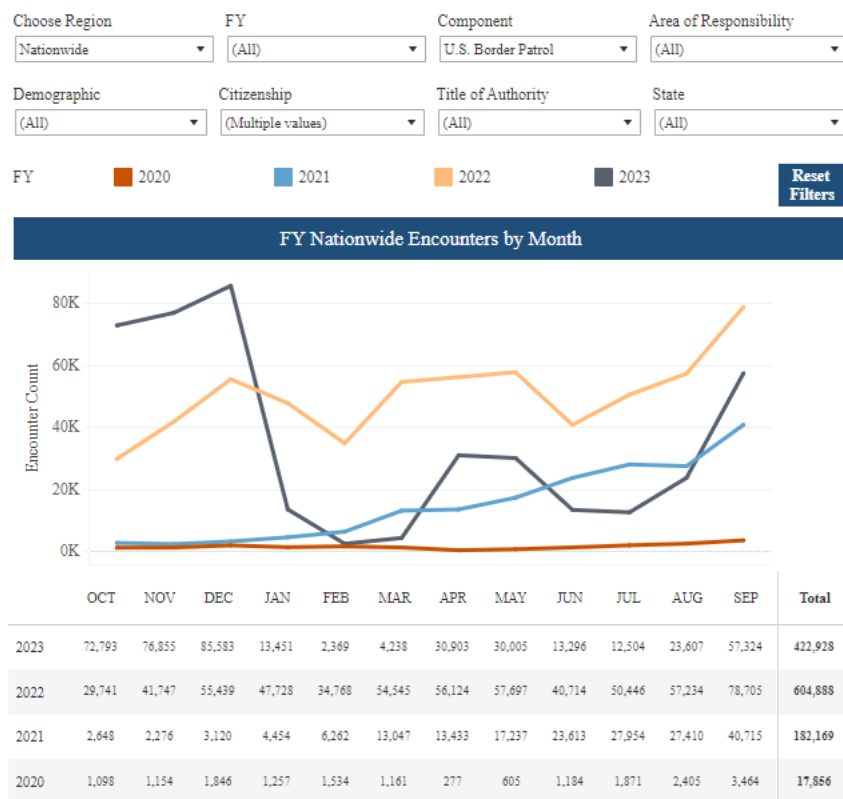 Choose Region FY Component Area of Responsibility
Nationwide (All) U.S. Border Patrol (All)
Demographic Citizenship Title of Authority State
(All) (Multiple values) (All) (All)
FY 2020 2021 2022 2023 Reset
Filters
FY Nationwide Encounters by Month
80K
60K
40K
20K
0K
Encounter Count
OCT NOV DEC JAN FEB MAR APR MAY JUN JUL AUG SEP Total
2023 72,793 76,855 85,583 13,451 2,369 4,238 30,903 30,005 13,296 12,504 23,607 57,324 422,928
2022 29,741 41,747 55,439 47,728 34,768 54,545 56,124 57,697 40,714 50,446 57,234 78,705 604,888
2021 2,648 2,276 3,120 4,454 6,262 13,047 13,433 17,237 23,613 27,954 27,410 40,715 182,169
2020 1,098 1,154 1,846 1,257 1,534 1,161 277 605 1,184 1,871 2,405 3,464 17,856